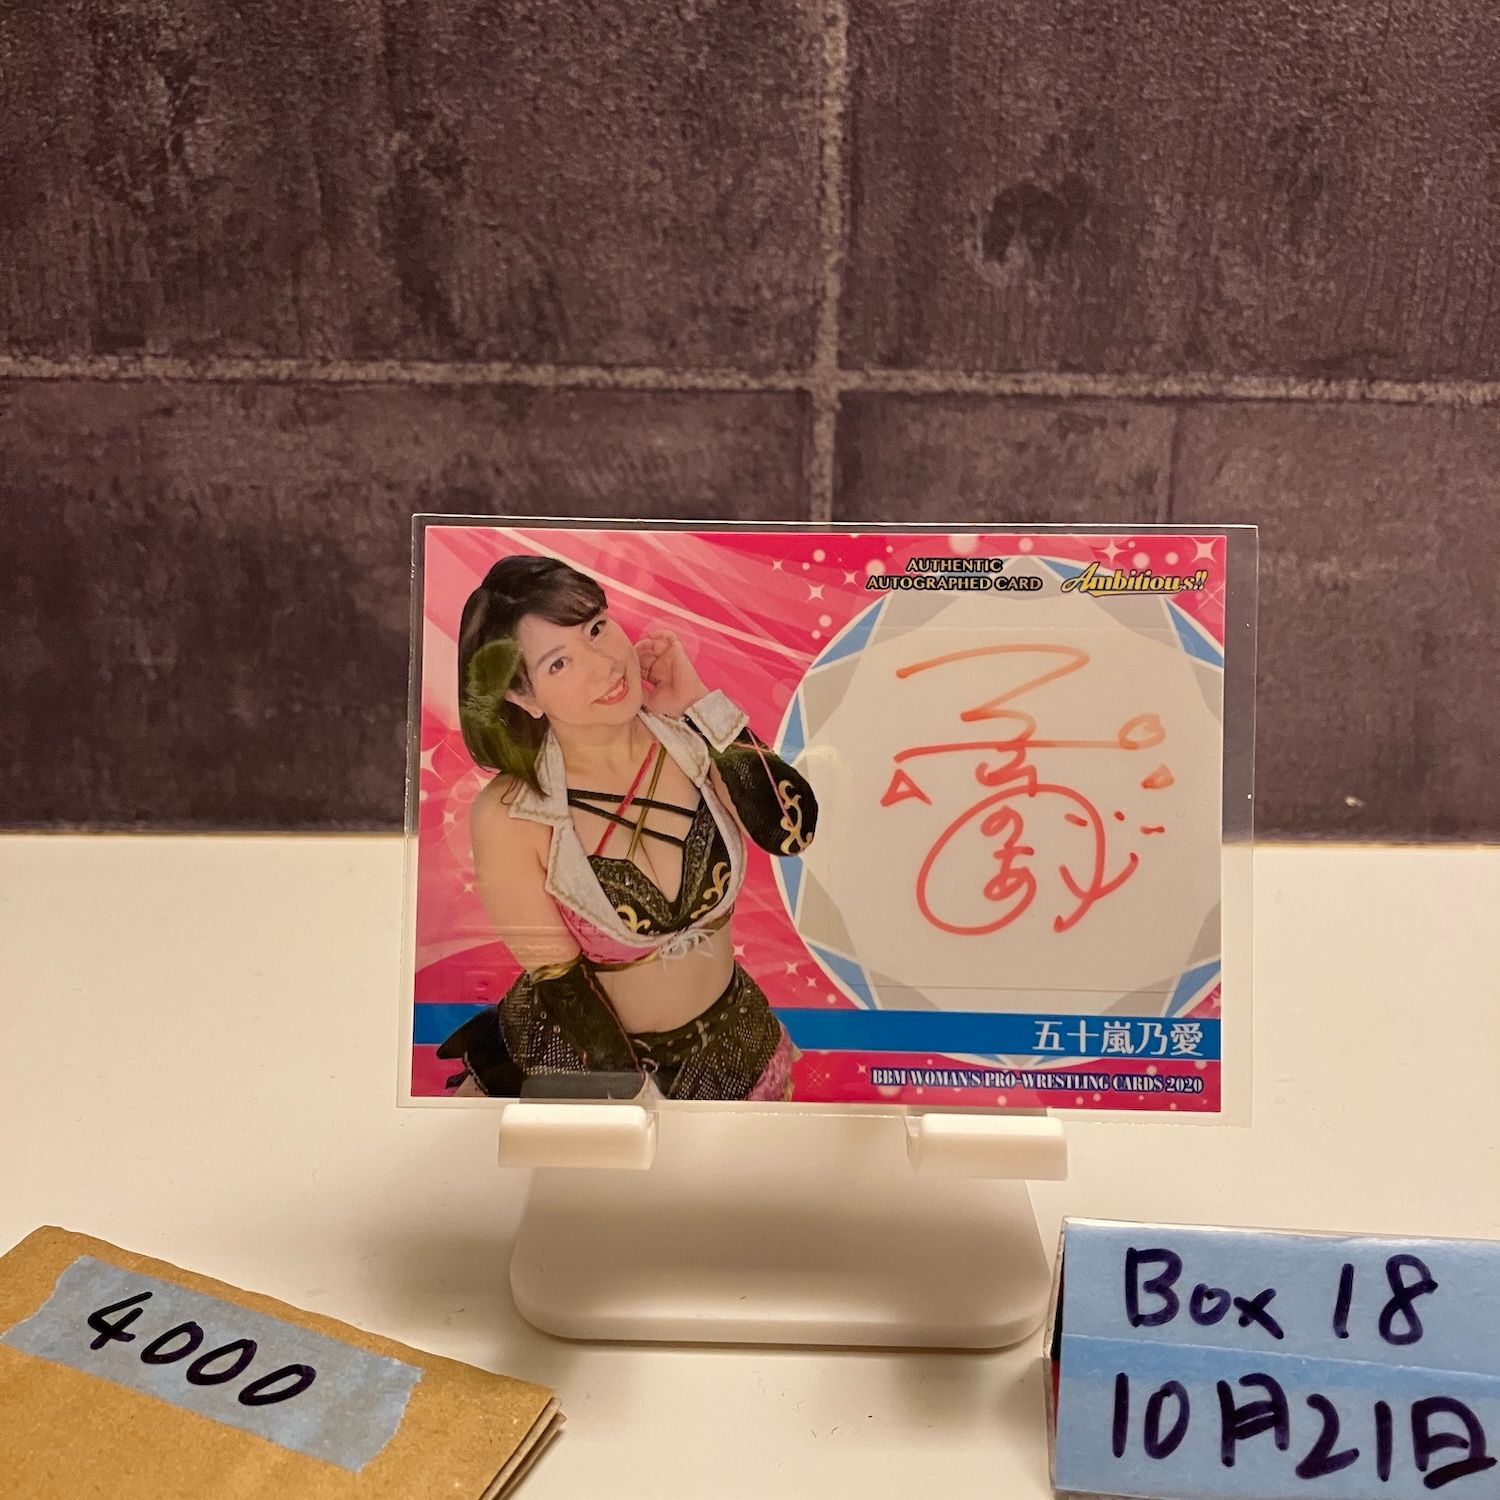 AUTHENTIC
AUTOGRAPHED CARD
Ambitious!!
五十嵐乃愛
BBM WOMAN'S PRO-WRESTLING CARDS 2020
4000
Box 18
10月21日